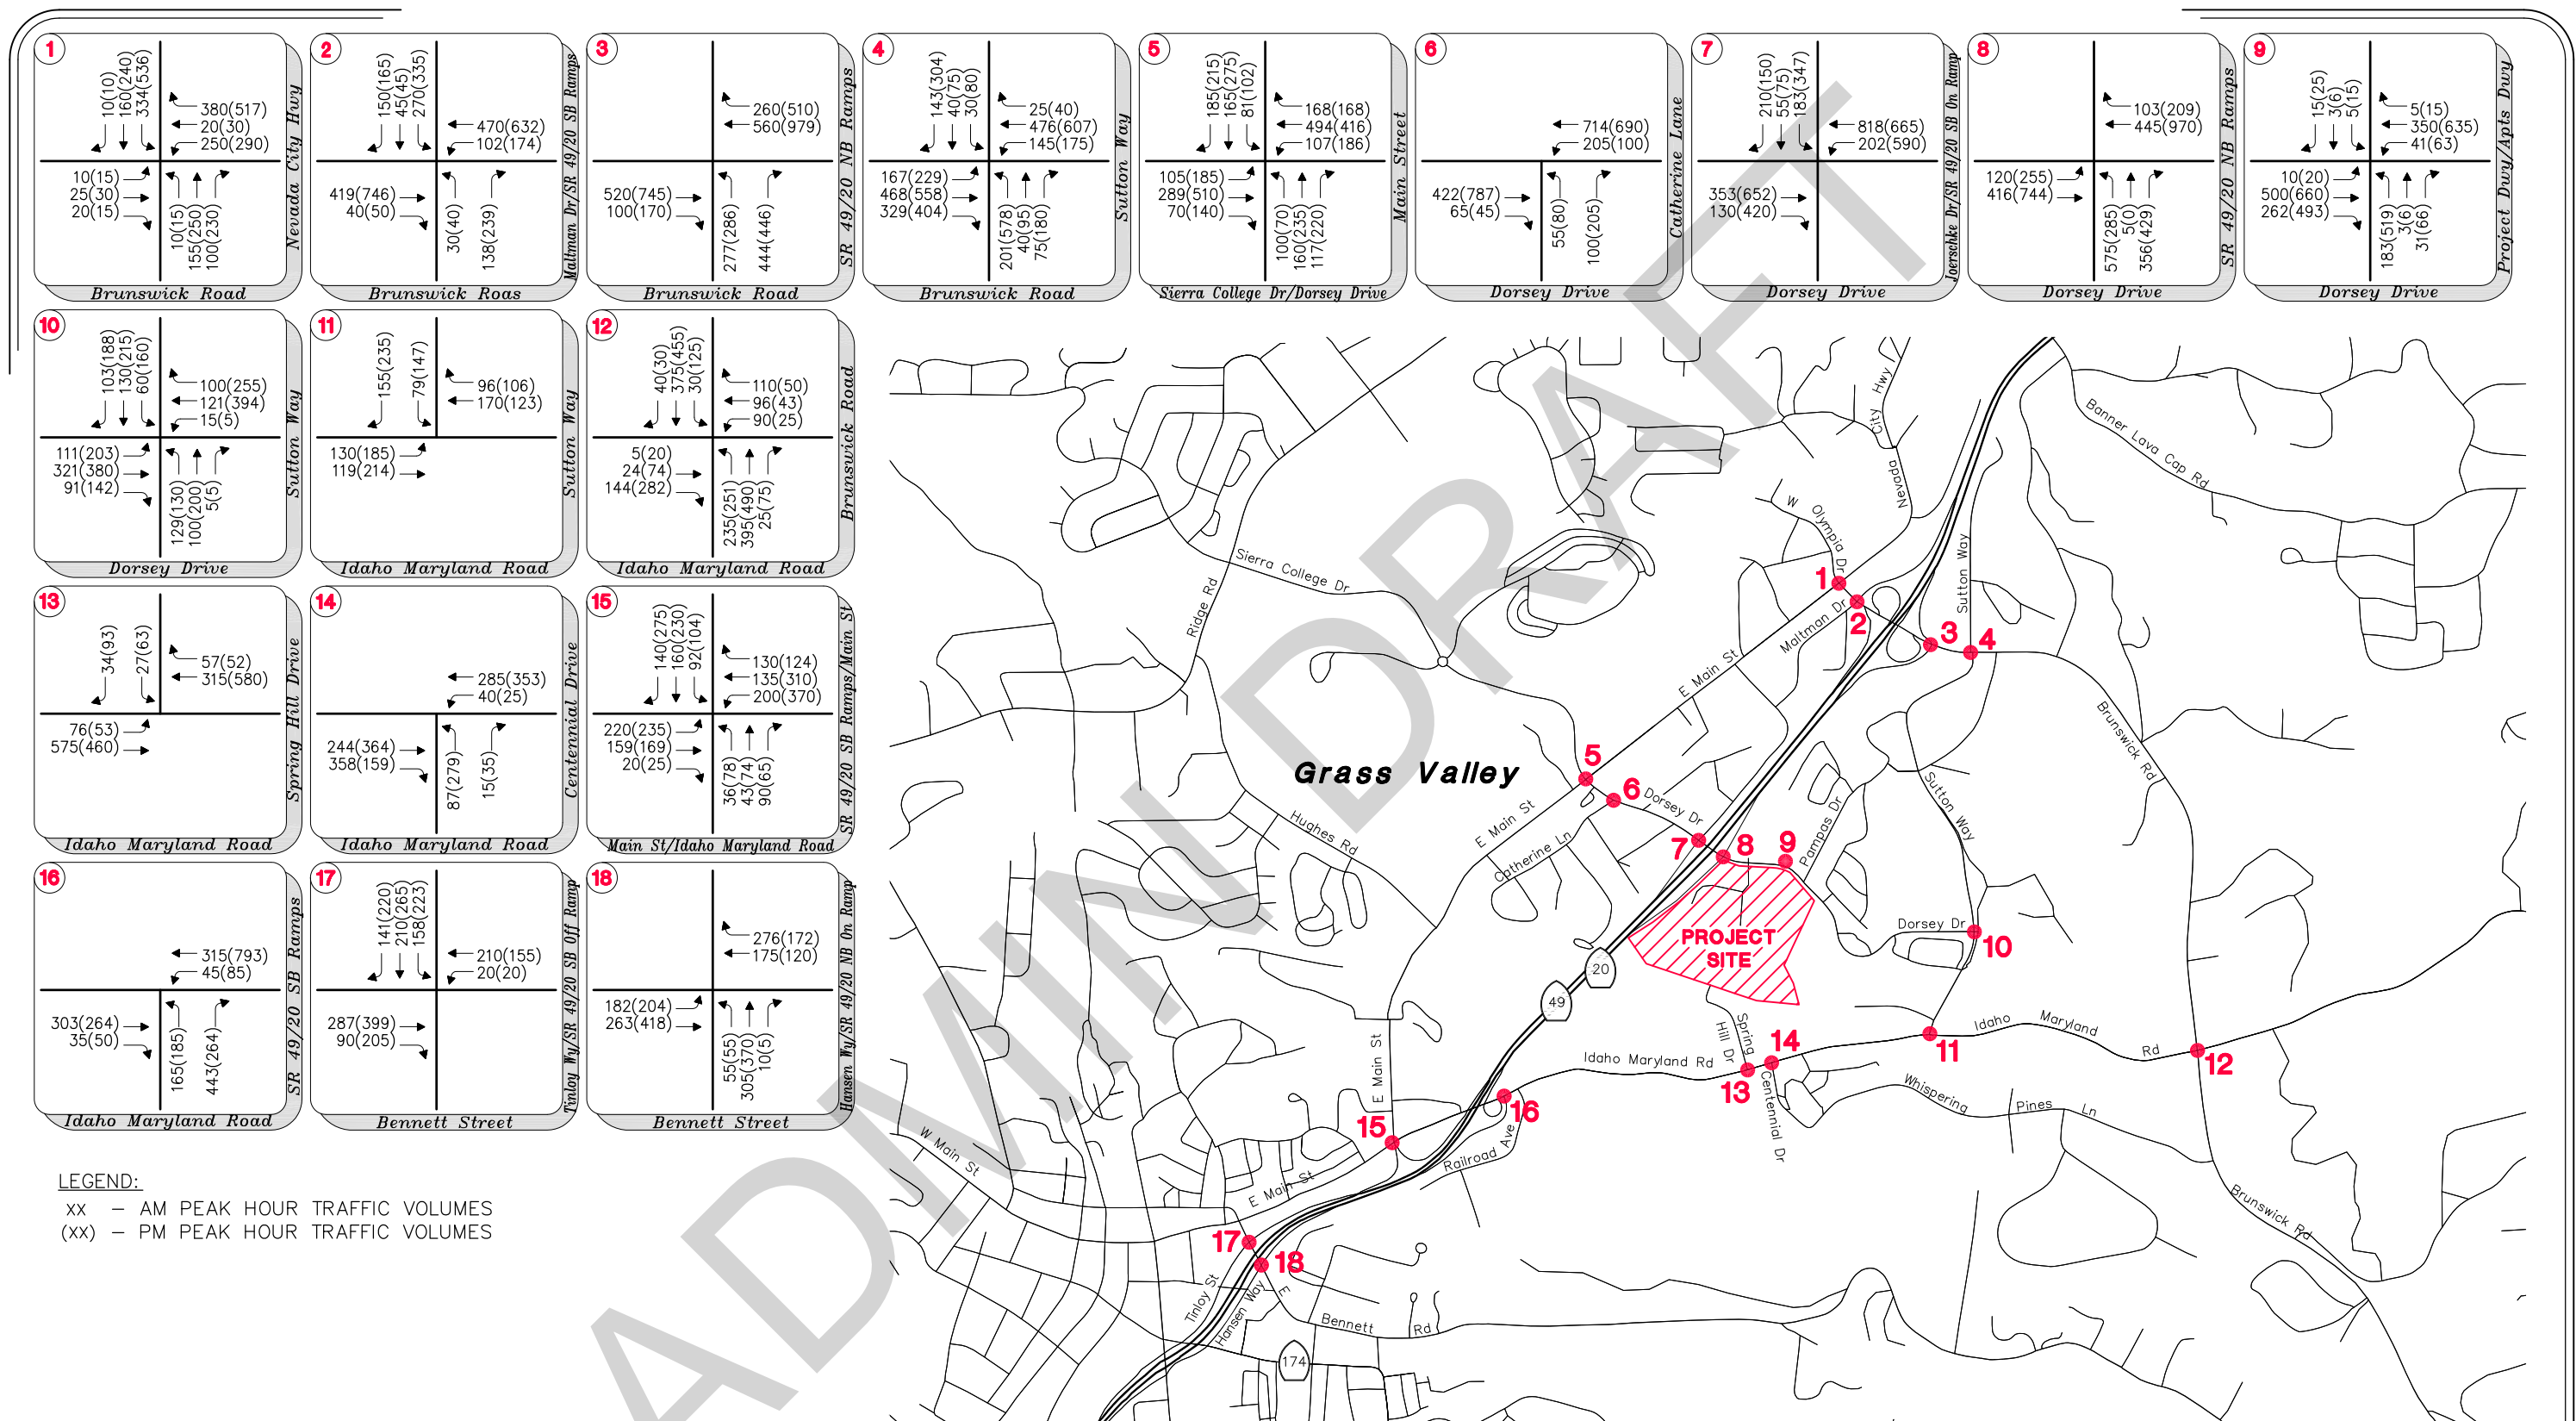 1
10(10)
160(240)
334(536)
380(517)
20(30)
250(290)
10(15)
25(30)
20(15)
10(15)
155(250)
100(230)
Nevada City Hwy
Brunswick Road
2
150(165)
45(45)
270(335)
470(632)
102(174)
419(746)
40(50)
30(40)
138(239)
Maltman Dr/SR 49/20 SB Ramps
Brunswick Roas
3
260(510)
560(979)
520(745)
100(170)
277(286)
444(446)
SR 49/20 NB Ramps
Brunswick Road
4
143(304)
40(75)
30(80)
25(40)
476(607)
145(175)
167(229)
468(558)
329(404)
201(578)
40(95)
75(180)
Sutton Way
Brunswick Road
5
185(215)
165(275)
81(102)
168(168)
494(416)
107(186)
105(185)
289(510)
70(140)
100(70)
160(235)
117(220)
Main Street
Sierra College Dr/Dorsey Drive
6
714(690)
205(100)
422(787)
65(45)
55(80)
100(205)
Catherine Lane
Dorsey Drive
7
210(150)
55(75)
183(347)
818(665)
202(590)
353(652)
130(420)
Joerschke Dr/SR 49/20 SB On Ramp
Dorsey Drive
8
103(209)
445(970)
120(255)
416(744)
575(285)
5(0)
356(429)
SR 49/20 NB Ramps
Dorsey Drive
9
15(25)
3(6)
5(15)
5(15)
350(635)
41(63)
10(20)
500(660)
262(493)
183(519)
3(6)
31(66)
Project Dwy/Apts Dwy
Dorsey Drive
10
103(188)
130(215)
60(160)
100(255)
121(394)
15(5)
111(203)
321(380)
91(142)
129(130)
100(200)
5(5)
Sutton Way
Dorsey Drive
11
155(235)
79(147)
96(106)
170(123)
130(185)
119(214)
Sutton Way
Idaho Maryland Road
12
40(30)
375(455)
30(125)
110(50)
96(43)
90(25)
5(20)
24(74)
144(282)
235(251)
395(490)
25(75)
Brunswick Road
Idaho Maryland Road
13
34(93)
27(63)
57(52)
315(580)
76(53)
575(460)
Spring Hill Drive
Idaho Maryland Road
14
285(353)
40(25)
244(364)
358(159)
87(279)
15(35)
Centennial Drive
Idaho Maryland Road
15
140(275)
160(230)
92(104)
130(124)
135(310)
200(370)
220(235)
159(169)
20(25)
36(78)
43(74)
90(65)
SR 49/20 SB Ramps/Main St
Main St/Idaho Maryland Road
16
315(793)
45(85)
303(264)
35(50)
165(185)
443(264)
SR 49/20 SB Ramps
Idaho Maryland Road
17
141(220)
210(265)
158(223)
210(155)
20(20)
287(399)
90(205)
Tinloy Wy/SR 49/20 SB Off Ramp
Bennett Street
18
276(172)
175(120)
182(204)
263(418)
55(55)
305(370)
10(5)
Hansen Wy/SR 49/20 NB On Ramp
Bennett Street
LEGEND:
xx – AM PEAK HOUR TRAFFIC VOLUMES
(xx) – PM PEAK HOUR TRAFFIC VOLUMES
ADMIN DRAFT
Nevada City Hwy
Banner Lava Cap Rd
W Olympia Dr
Sierra College Dr
Ridge Rd
Sutton Way
1
Maltman Dr
2
3
4
E Main St
Brunswick Rd
Grass Valley
5
6
Dorsey Dr
E Main St
Hughes Rd
Catherine Ln
7
8
9
Pampas Dr
Sutton Way
PROJECT
SITE
Dorsey Dr
10
20
49
Spring Hill Dr
Idaho Maryland Rd
11
12
Idaho Maryland Rd
13
14
Centennial Dr
Whispering Pines Ln
E Main St
15
16
Railroad Ave
W Main St
E Main St
Brunswick Rd
17
18
Tinloy St
Hansen Way
E Bennett Rd
174